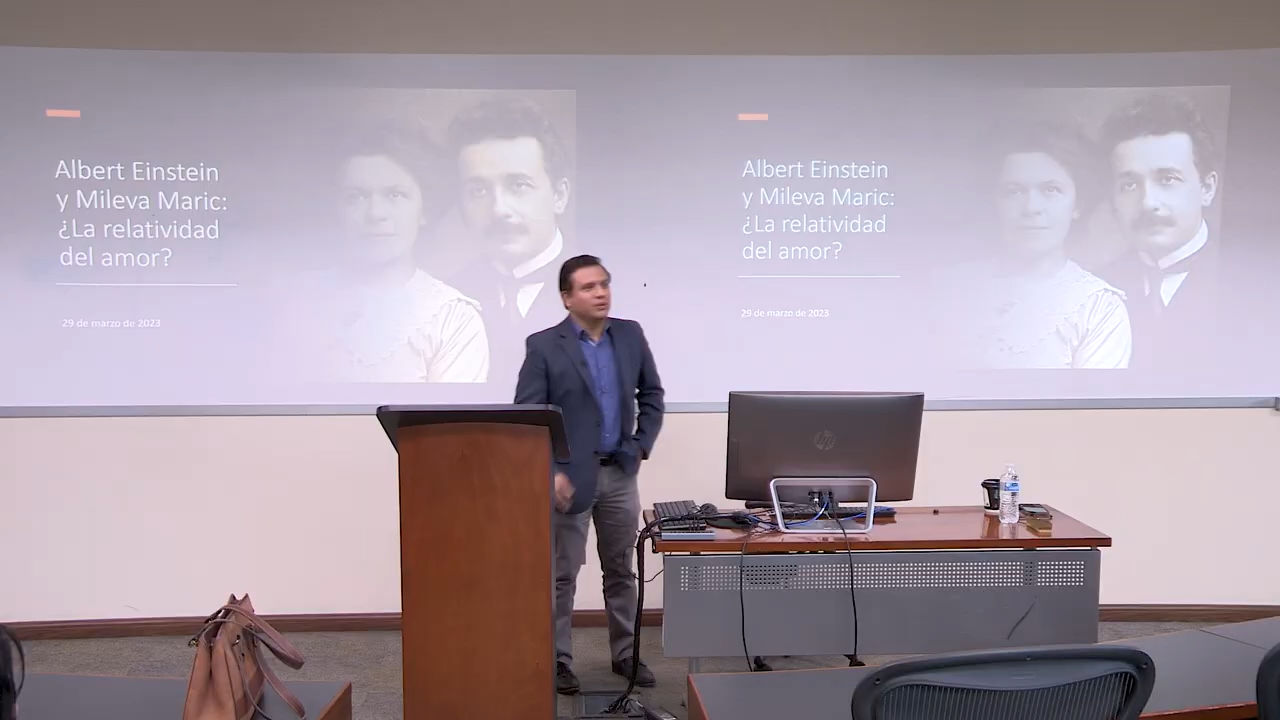 Albert Einstein
y Mileva Maric:
¿La relatividad
del amor?
29 de marzo de 2023
Albert Einstein
y Mileva Maric:
¿La relatividad
del amor?
29 de marzo de 2023
hp